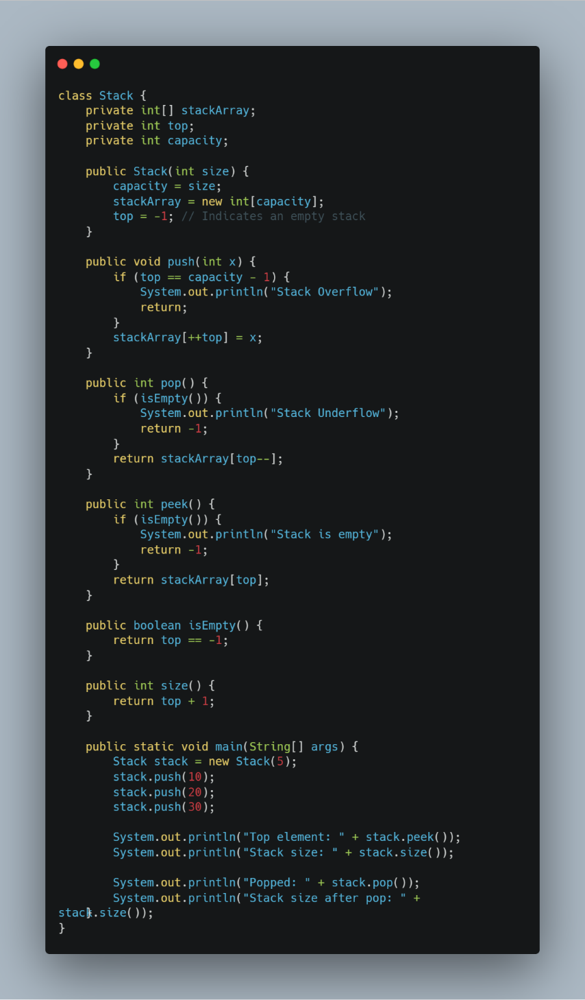 class Stack {
    private int[] stackArray;
    private int top;
    private int capacity;

    public Stack(int size) {
        capacity = size;
        stackArray = new int[capacity];
        top = -1; // Indicates an empty stack
    }

    public void push(int x) {
        if (top == capacity - 1) {
            System.out.println("Stack Overflow");
            return;
        }
        stackArray[++top] = x;
    }

    public int pop() {
        if (isEmpty()) {
            System.out.println("Stack Underflow");
            return -1;
        }
        return stackArray[top--];
    }

    public int peek() {
        if (isEmpty()) {
            System.out.println("Stack is empty");
            return -1;
        }
        return stackArray[top];
    }

    public boolean isEmpty() {
        return top == -1;
    }

    public int size() {
        return top + 1;
    }

    public static void main(String[] args) {
        Stack stack = new Stack(5);
        stack.push(10);
        stack.push(20);
        stack.push(30);

        System.out.println("Top element: " + stack.peek());
        System.out.println("Stack size: " + stack.size());

        System.out.println("Popped: " + stack.pop());
        System.out.println("Stack size after pop: " +
stack.size());
    }
}